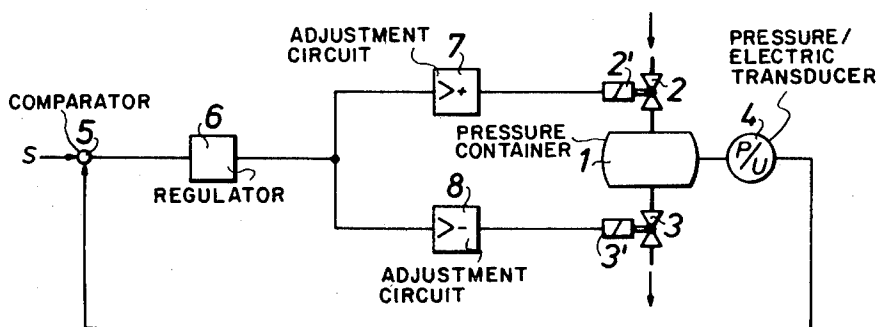 ADJUSTMENT
CIRCUIT
7
>+
2'
2
PRESSURE/
ELECTRIC
TRANSDUCER
COMPARATOR
5
S
6
REGULATOR
PRESSURE
CONTAINER
1
4
P/U
8
>-
3'
3
ADJUSTMENT
CIRCUIT